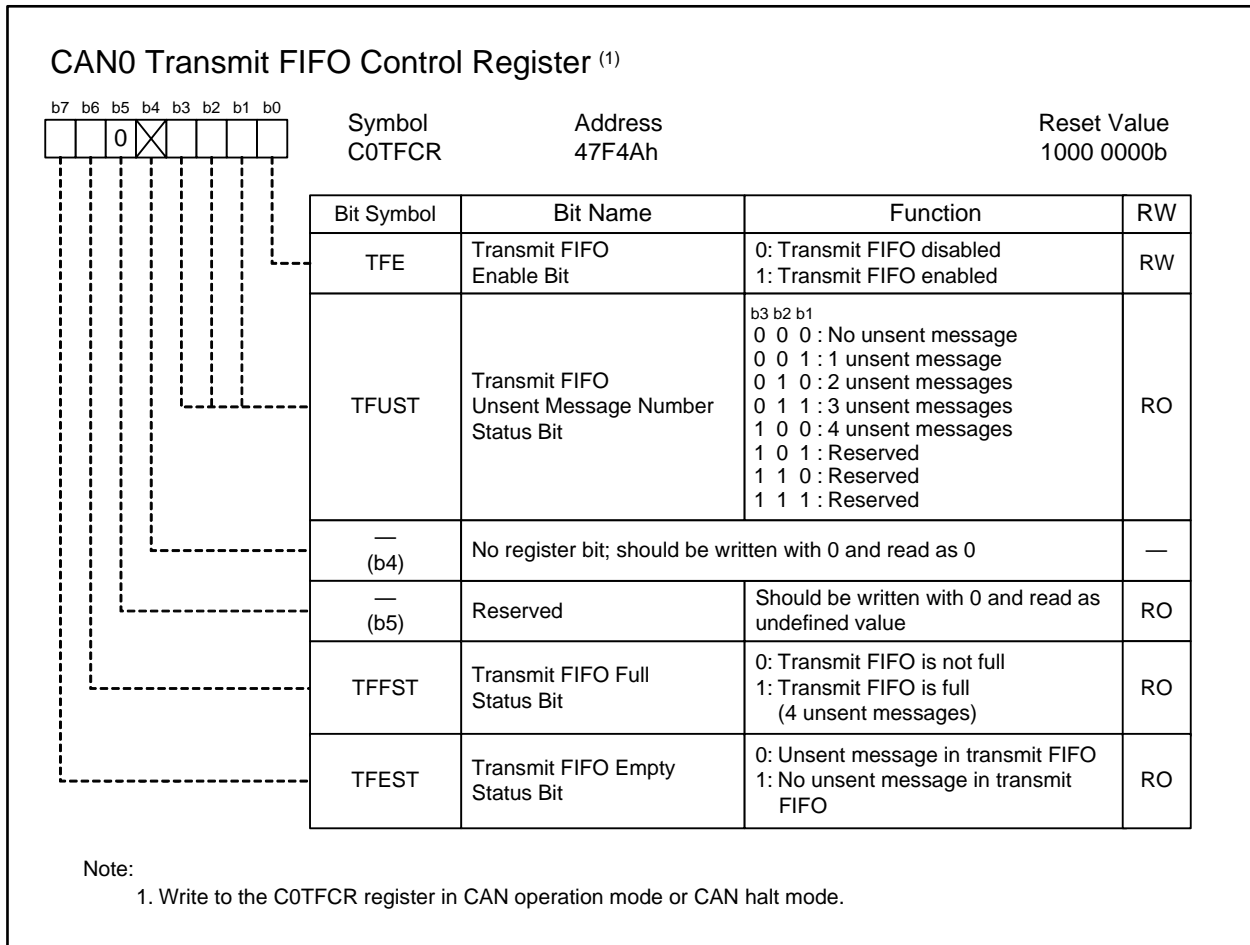 CAN0 Transmit FIFO Control Register (1)
b7 b6 b5 b4 b3 b2 b1 b0
0
Symbol Address Reset Value
C0TFCR 47F4Ah 1000 0000b
Bit Symbol Bit Name Function RW
TFE
Transmit FIFO
Enable Bit
0: Transmit FIFO disabled
1: Transmit FIFO enabled
RW
TFUST
Transmit FIFO
Unsent Message Number
Status Bit
b3 b2 b1
0 0 0 : No unsent message
0 0 1 : 1 unsent message
0 1 0 : 2 unsent messages
0 1 1 : 3 unsent messages
1 0 0 : 4 unsent messages
1 0 1 : Reserved
1 1 0 : Reserved
1 1 1 : Reserved
RO
—
(b4)
No register bit; should be written with 0 and read as 0
—
—
(b5)
Reserved
Should be written with 0 and read as
undefined value
RO
TFFST
Transmit FIFO Full
Status Bit
0: Transmit FIFO is not full
1: Transmit FIFO is full
(4 unsent messages)
RO
TFEST
Transmit FIFO Empty
Status Bit
0: Unsent message in transmit FIFO
1: No unsent message in transmit
FIFO
RO
Note:
1. Write to the C0TFCR register in CAN operation mode or CAN halt mode.